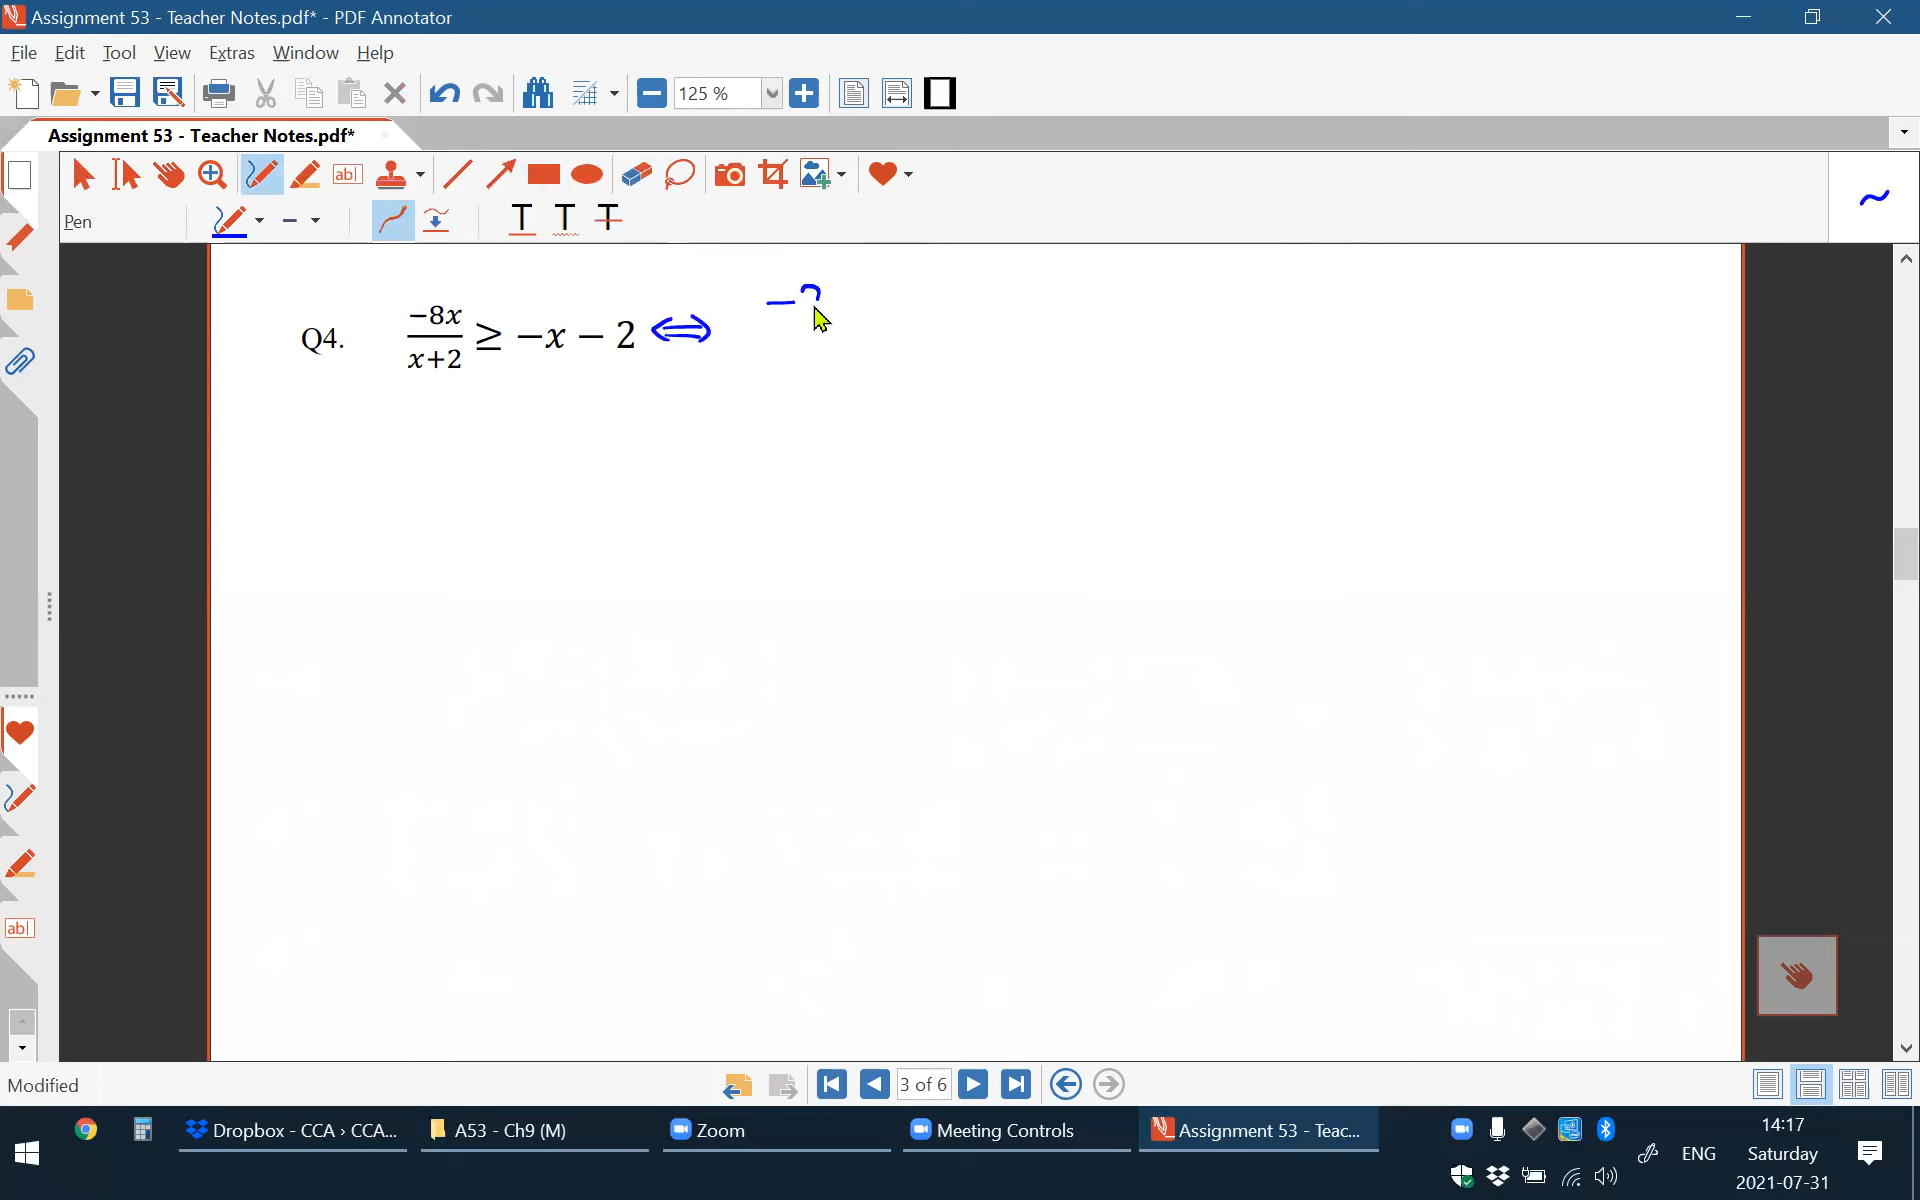 Assignment 53 - Teacher Notes.pdf* - PDF Annotator
File Edit Tool View Extras Window Help
125 %
Assignment 53 - Teacher Notes.pdf*
ab|
Pen
T T T
Q4. −8x/x+2 ≥ −x − 2 ⇔ −
ab|
Modified
3 of 6
Dropbox - CCA › CCA...
A53 - Ch9 (M)
Zoom
Meeting Controls
Assignment 53 - Teac...
ENG
14:17
Saturday
2021-07-31